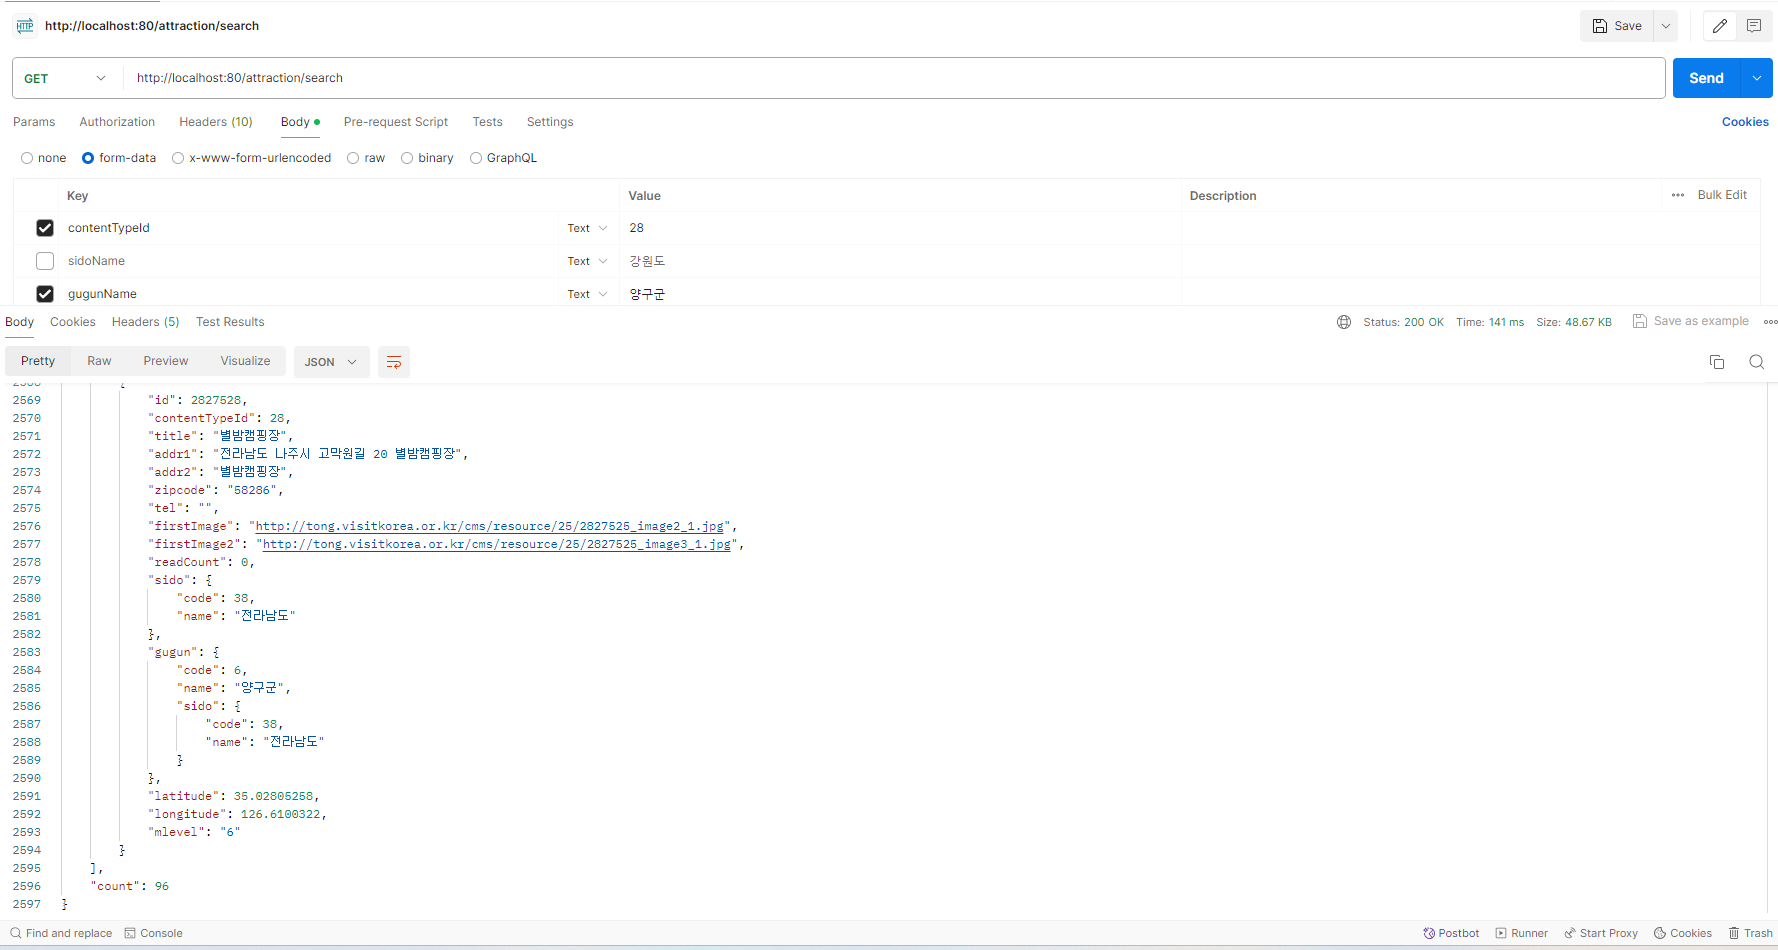 HTTP http://localhost:80/attraction/search Save
GET http://localhost:80/attraction/search Send
Params Authorization Headers (10) Body Pre-request Script Tests Settings Cookies
none form-data x-www-form-urlencoded raw binary GraphQL
Key Value Description Bulk Edit
contentTypeId Text 28
sidoName Text 강원도
gugunName Text 양구군
Body Cookies Headers (5) Test Results Status: 200 OK Time: 141 ms Size: 48.67 KB Save as example
Pretty Raw Preview Visualize JSON
2568 {
2569 "id": 2827528,
2570 "contentTypeId": 28,
2571 "title": "별밤캠핑장",
2572 "addr1": "전라남도 나주시 고막원길 20 별밤캠핑장",
2573 "addr2": "별밤캠핑장",
2574 "zipcode": "58286",
2575 "tel": "",
2576 "firstImage": "http://tong.visitkorea.or.kr/cms/resource/25/2827525_image2_1.jpg",
2577 "firstImage2": "http://tong.visitkorea.or.kr/cms/resource/25/2827525_image3_1.jpg",
2578 "readCount": 0,
2579 "sido": {
2580 "code": 38,
2581 "name": "전라남도"
2582 },
2583 "gugun": {
2584 "code": 6,
2585 "name": "양구군",
2586 "sido": {
2587 "code": 38,
2588 "name": "전라남도"
2589 }
2590 },
2591 "latitude": 35.02805258,
2592 "longitude": 126.6100322,
2593 "mlevel": "6"
2594 }
2595 ],
2596 "count": 96
2597 }
Find and replace Console Postbot Runner Start Proxy Cookies Trash